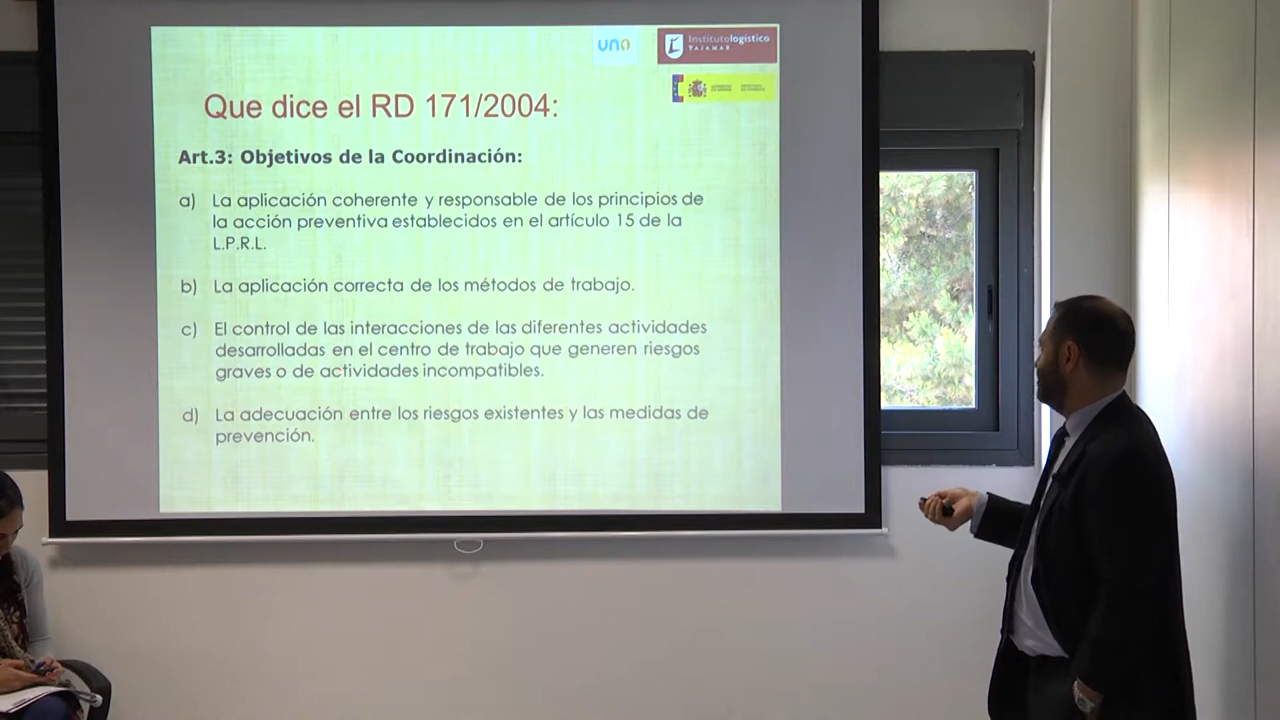 uno
Institutologístico
TAJAMAR
Que dice el RD 171/2004:
Art.3: Objetivos de la Coordinación:
a) La aplicación coherente y responsable de los principios de
la acción preventiva establecidos en el artículo 15 de la
L.P.R.L.
b) La aplicación correcta de los métodos de trabajo.
c) El control de las interacciones de las diferentes actividades
desarrolladas en el centro de trabajo que generen riesgos
graves o de actividades incompatibles.
d) La adecuación entre los riesgos existentes y las medidas de
prevención.